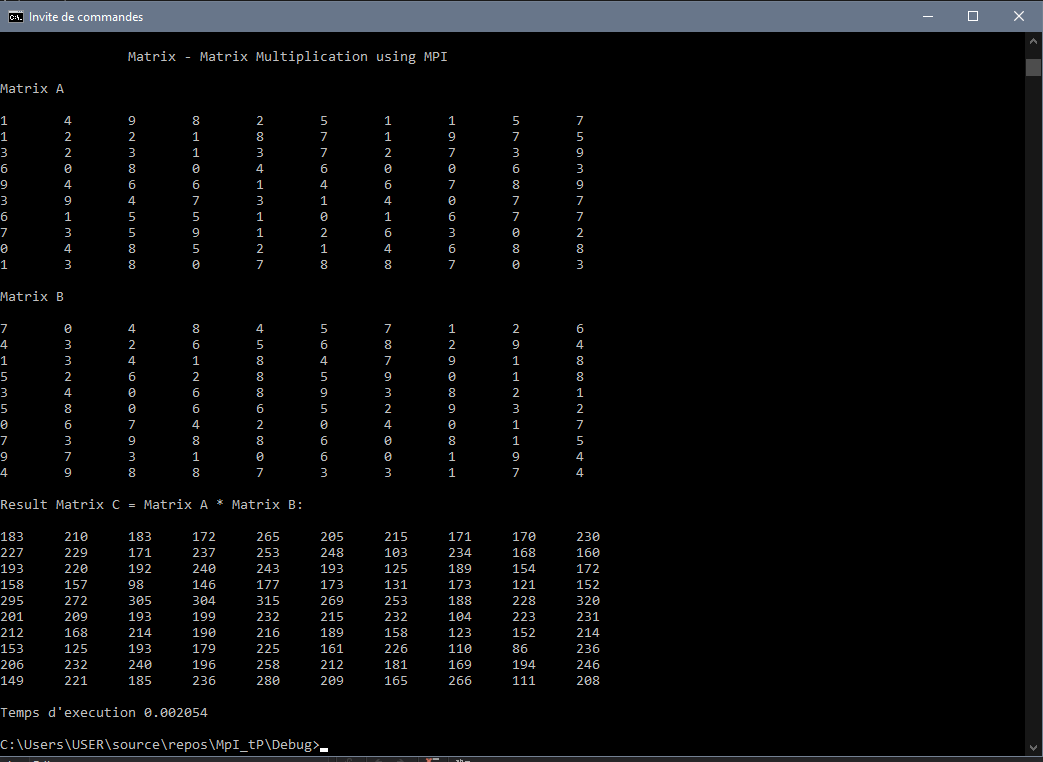 Invite de commandes
Matrix - Matrix Multiplication using MPI
Matrix A
1 4 9 8 2 5 1 1 5 7
1 2 2 1 8 7 1 9 7 5
3 2 3 1 3 7 2 7 3 9
6 0 8 0 4 6 0 0 6 3
9 4 6 6 1 4 6 7 8 9
3 9 4 7 3 1 4 0 7 7
6 1 5 5 1 0 1 6 7 7
7 3 5 9 1 2 6 3 0 2
0 4 8 5 2 1 4 6 8 8
1 3 8 0 7 8 8 7 0 3
Matrix B
7 0 4 8 4 5 7 1 2 6
4 3 2 6 5 6 8 2 9 4
1 3 4 1 8 4 7 9 1 8
5 2 6 2 8 5 9 0 1 8
3 4 0 6 8 9 3 8 2 1
5 8 0 6 6 5 2 9 3 2
0 6 7 4 2 0 4 0 1 7
7 3 9 8 8 6 0 8 1 5
9 7 3 1 0 6 0 1 9 4
4 9 8 8 7 3 3 1 7 4
Result Matrix C = Matrix A * Matrix B:
183 210 183 172 265 205 215 171 170 230
227 229 171 237 253 248 103 234 168 160
193 220 192 240 243 193 125 189 154 172
158 157 98 146 177 173 131 173 121 152
295 272 305 304 315 269 253 188 228 320
201 209 193 199 232 215 232 104 223 231
212 168 214 190 216 189 158 123 152 214
153 125 193 179 225 161 226 110 86 236
206 232 240 196 258 212 181 169 194 246
149 221 185 236 280 209 165 266 111 208
Temps d'execution 0.002054
C:\Users\USER\source\repos\MpI_tP\Debug>